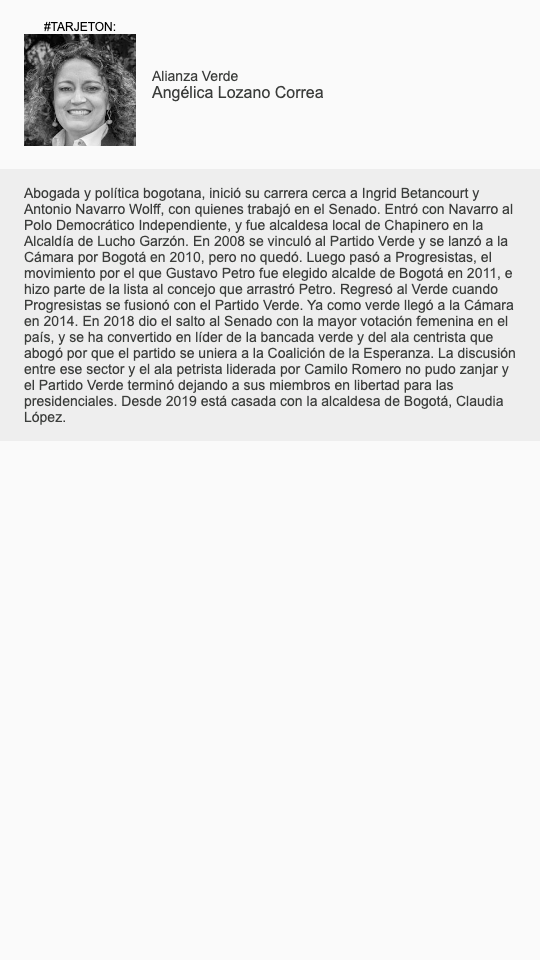 #TARJETON:
Alianza Verde
Angélica Lozano Correa
Abogada y política bogotana, inició su carrera cerca a Ingrid Betancourt y
Antonio Navarro Wolff, con quienes trabajó en el Senado. Entró con Navarro al
Polo Democrático Independiente, y fue alcaldesa local de Chapinero en la
Alcaldía de Lucho Garzón. En 2008 se vinculó al Partido Verde y se lanzó a la
Cámara por Bogotá en 2010, pero no quedó. Luego pasó a Progresistas, el
movimiento por el que Gustavo Petro fue elegido alcalde de Bogotá en 2011, e
hizo parte de la lista al concejo que arrastró Petro. Regresó al Verde cuando
Progresistas se fusionó con el Partido Verde. Ya como verde llegó a la Cámara
en 2014. En 2018 dio el salto al Senado con la mayor votación femenina en el
país, y se ha convertido en líder de la bancada verde y del ala centrista que
abogó por que el partido se uniera a la Coalición de la Esperanza. La discusión
entre ese sector y el ala petrista liderada por Camilo Romero no pudo zanjar y
el Partido Verde terminó dejando a sus miembros en libertad para las
presidenciales. Desde 2019 está casada con la alcaldesa de Bogotá, Claudia
López.